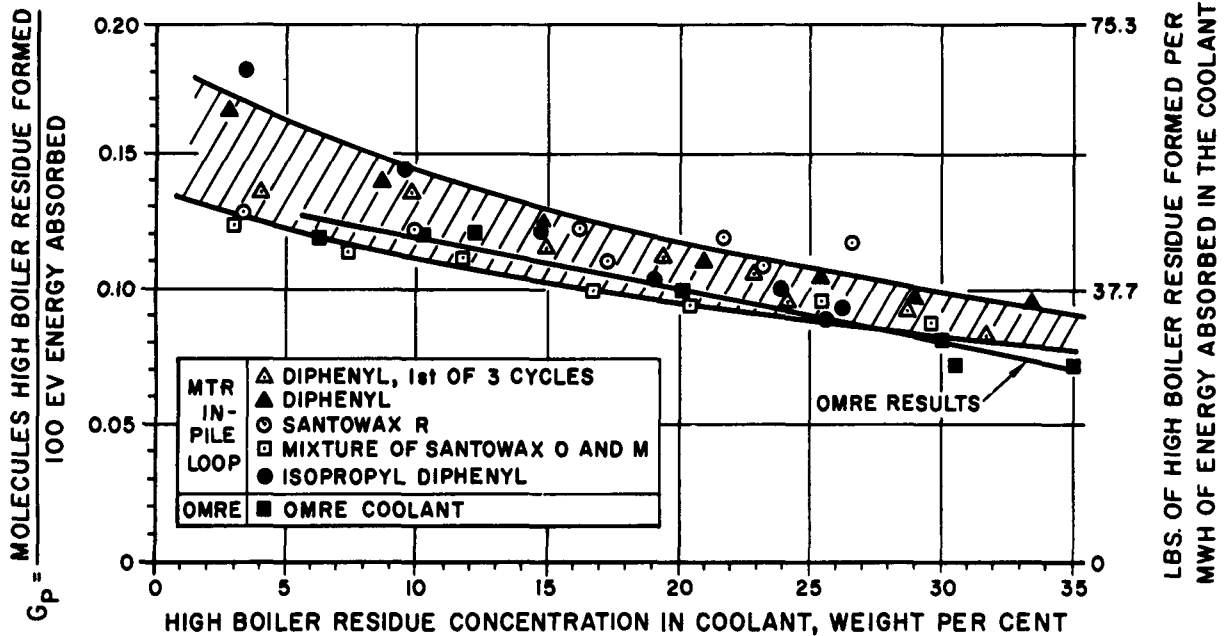 G_P = MOLECULES HIGH BOILER RESIDUE FORMED
100 EV ENERGY ABSORBED
0.20
0.15
0.10
0.05
0
75.3
37.7
0
LBS. OF HIGH BOILER RESIDUE FORMED PER
MWH OF ENERGY ABSORBED IN THE COOLANT
MTR
IN-
PILE
LOOP
DIPHENYL, 1st OF 3 CYCLES
DIPHENYL
SANTOWAX R
MIXTURE OF SANTOWAX O AND M
ISOPROPYL DIPHENYL
OMRE
OMRE COOLANT
OMRE RESULTS
0 5 10 15 20 25 30 35
HIGH BOILER RESIDUE CONCENTRATION IN COOLANT, WEIGHT PER CENT